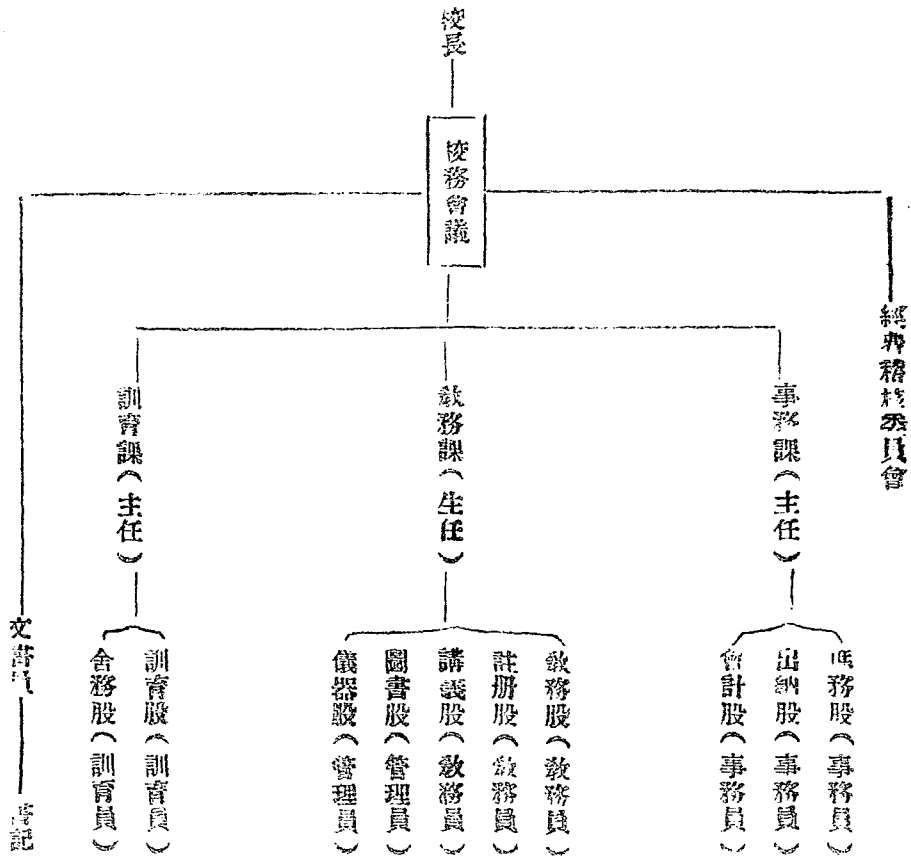 校長
校務會議
經費稽核委員會
事務課（主任）
庶務股（事務員）
出納股（事務員）
會計股（事務員）
教務課（生任）
教務股（教務員）
註册股（教務員）
講義股（教務員）
圖書股（管理員）
儀器股（管理員）
訓育課（主任）
訓育股（訓育員）
舍務股（訓育員）
文書員
書記